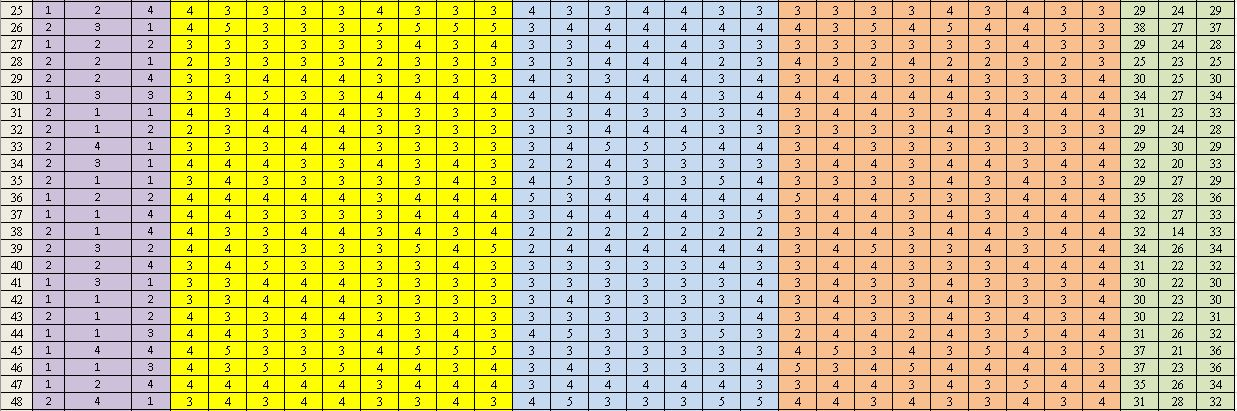 25 1 2 4 4 3 3 3 3 4 3 3 3 4 3 3 4 4 3 3 3 3 3 3 4 3 4 3 3 29 24 29
26 2 3 1 4 5 3 3 3 5 5 5 5 3 4 4 4 4 4 4 4 3 5 4 5 4 4 5 3 38 27 37
27 1 2 2 3 3 3 3 3 3 4 3 4 3 3 4 4 4 3 3 3 3 3 3 3 4 3 3 3 29 24 28
28 2 2 1 2 3 3 3 3 2 3 3 3 3 3 4 4 4 2 3 4 3 2 4 2 2 3 2 3 25 23 25
29 2 2 4 3 3 4 4 4 3 3 3 3 4 3 3 4 4 3 4 3 4 3 3 4 3 3 3 4 30 25 30
30 1 3 3 3 4 5 3 3 4 4 4 4 3 4 4 4 4 4 4 4 4 4 4 4 3 3 4 4 34 27 34
31 2 1 1 4 3 4 4 4 3 3 3 3 3 3 4 3 4 3 3 4 4 3 4 4 3 4 3 4 31 23 33
32 2 1 2 2 3 4 4 4 3 3 3 3 3 3 4 4 4 3 3 3 3 3 3 3 3 3 4 3 29 24 28
33 2 4 1 3 3 4 4 3 3 3 3 3 3 4 5 5 5 4 4 3 3 4 3 3 3 3 3 4 29 30 29
34 2 3 1 4 4 4 3 3 4 3 4 3 2 2 4 3 3 3 3 3 4 4 3 4 3 4 4 4 32 20 33
35 2 1 1 3 4 3 3 3 3 3 4 3 4 5 3 3 3 5 4 3 3 3 3 4 3 4 3 3 29 27 29
36 1 2 2 4 4 4 4 4 3 4 4 4 5 3 4 4 4 4 4 5 4 4 5 3 3 4 4 4 35 28 36
37 1 1 4 4 4 3 3 3 4 3 4 4 3 4 4 4 4 3 5 3 4 4 3 4 3 4 4 4 32 27 33
38 2 1 4 4 4 3 3 4 3 4 3 4 2 2 2 2 2 2 2 3 4 4 3 3 4 4 4 4 32 14 33
39 2 3 2 4 4 3 3 3 3 5 4 5 2 4 4 4 4 4 4 3 4 5 3 3 4 3 5 4 34 26 34
40 2 2 4 3 4 5 3 3 3 3 4 3 3 3 3 3 3 4 3 3 4 4 3 3 3 4 4 4 31 22 32
41 1 3 1 3 3 4 4 4 3 3 3 3 4 3 3 3 3 3 3 3 4 3 3 3 3 4 3 4 30 22 30
42 1 1 2 3 3 4 4 4 3 3 3 3 3 4 3 3 3 3 4 3 4 3 3 3 3 4 3 4 30 23 30
43 2 1 2 3 3 4 4 4 3 3 3 3 4 3 3 3 3 3 3 3 4 4 3 3 3 4 3 4 30 22 31
44 1 1 3 4 4 3 3 3 4 3 4 3 4 5 3 3 3 5 3 2 4 4 2 4 3 5 4 4 31 26 32
45 1 4 4 4 5 3 3 3 4 5 5 5 3 3 3 3 3 3 3 4 5 3 4 3 5 4 3 5 37 21 36
46 1 1 3 4 3 5 5 5 4 4 3 4 3 4 3 3 3 4 3 5 3 4 5 4 4 4 4 3 37 23 36
47 1 2 4 4 4 4 4 4 4 4 3 4 3 4 4 4 4 4 3 4 4 3 4 3 3 5 4 4 35 26 34
48 2 4 1 3 4 3 4 4 3 3 4 3 4 5 3 3 3 5 5 4 4 3 4 3 3 4 3 4 31 28 32